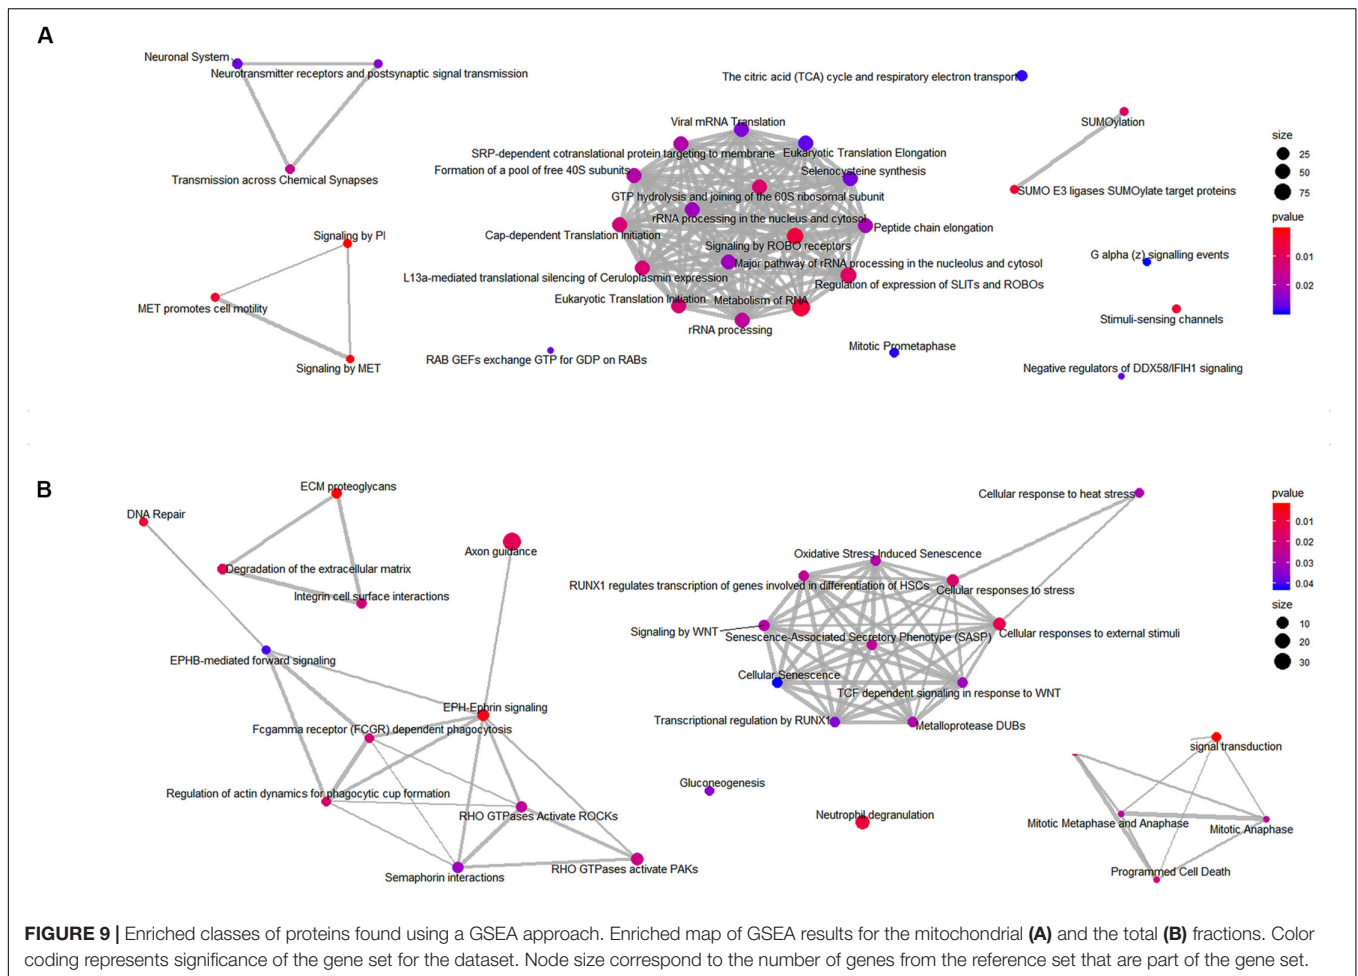 A
Neuronal System
Neurotransmitter receptors and postsynaptic signal transmission
Transmission across Chemical Synapses
The citric acid (TCA) cycle and respiratory electron transport
SUMOylation
SUMO E3 ligases SUMOylate target proteins
Viral mRNA Translation
SRP-dependent cotranslational protein targeting to membrane
Eukaryotic Translation Elongation
Formation of a pool of free 40S subunits
Selenocysteine synthesis
GTP hydrolysis and joining of the 60S ribosomal subunit
rRNA processing in the nucleus and cytosol
Peptide chain elongation
Cap-dependent Translation Initiation
Signaling by ROBO receptors
Major pathway of rRNA processing in the nucleolus and cytosol
L13a-mediated translational silencing of Ceruloplasmin expression
Regulation of expression of SLITs and ROBOs
Eukaryotic Translation Initiation
Metabolism of RNA
rRNA processing
Signaling by PI
MET promotes cell motility
Signaling by MET
RAB GEFs exchange GTP for GDP on RABs
Mitotic Prometaphase
G alpha (z) signalling events
Stimuli-sensing channels
Negative regulators of DDX58/IFIH1 signaling
size
25
50
75
pvalue
0.01
0.02
B
ECM proteoglycans
DNA Repair
Degradation of the extracellular matrix
Integrin cell surface interactions
Axon guidance
EPHB-mediated forward signaling
EPH-Ephrin signaling
Fcgamma receptor (FCGR) dependent phagocytosis
Regulation of actin dynamics for phagocytic cup formation
RHO GTPases Activate ROCKs
RHO GTPases activate PAKs
Semaphorin interactions
Cellular response to heat stress
Oxidative Stress Induced Senescence
RUNX1 regulates transcription of genes involved in differentiation of HSCs
Cellular responses to stress
Signaling by WNT
Senescence-Associated Secretory Phenotype (SASP)
Cellular responses to external stimuli
Cellular Senescence
TCF dependent signaling in response to WNT
Transcriptional regulation by RUNX1
Metalloprotease DUBs
Gluconeogenesis
Neutrophil degranulation
signal transduction
Mitotic Metaphase and Anaphase
Mitotic Anaphase
Programmed Cell Death
pvalue
0.01
0.02
0.03
0.04
size
10
20
30
FIGURE 9 | Enriched classes of proteins found using a GSEA approach. Enriched map of GSEA results for the mitochondrial (A) and the total (B) fractions. Color
coding represents significance of the gene set for the dataset. Node size correspond to the number of genes from the reference set that are part of the gene set.